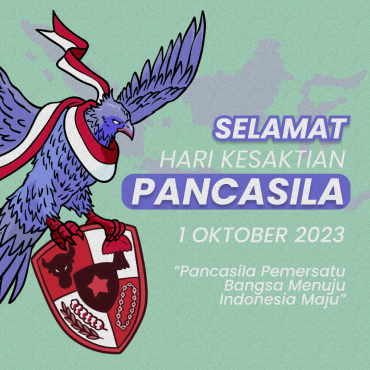 SELAMAT
HARI KESAKTIAN
PANCASILA
1 OKTOBER 2023
“Pancasila Pemersatu
Bangsa Menuju
Indonesia Maju”